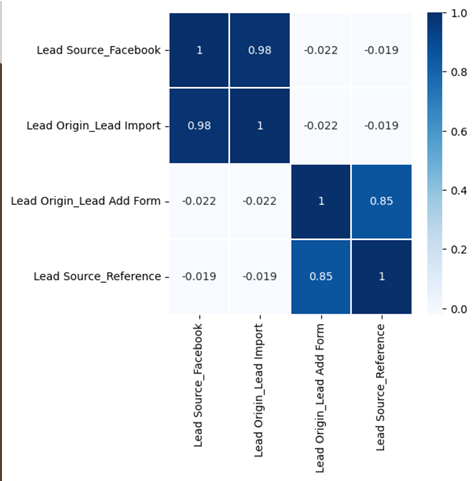 Lead Source_Facebook 1 0.98 -0.022 -0.019
Lead Origin_Lead Import 0.98 1 -0.022 -0.019
Lead Origin_Lead Add Form -0.022 -0.022 1 0.85
Lead Source_Reference -0.019 -0.019 0.85 1
Lead Source_Facebook
Lead Origin_Lead Import
Lead Origin_Lead Add Form
Lead Source_Reference
1.0
0.8
0.6
0.4
0.2
0.0